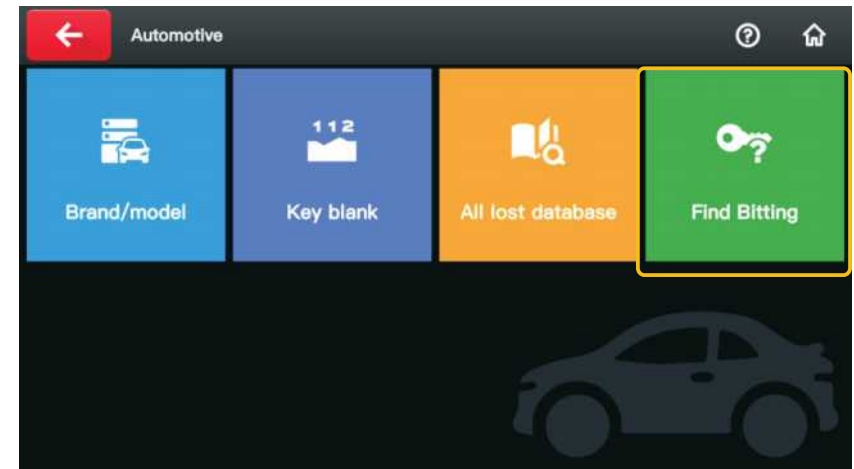 Automotive
112
Brand/model
Key blank
All lost database
Find Bitting